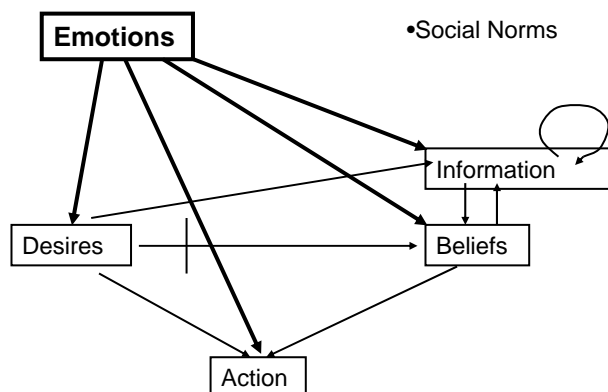 Emotions
•Social Norms
Information
Desires
Beliefs
Action